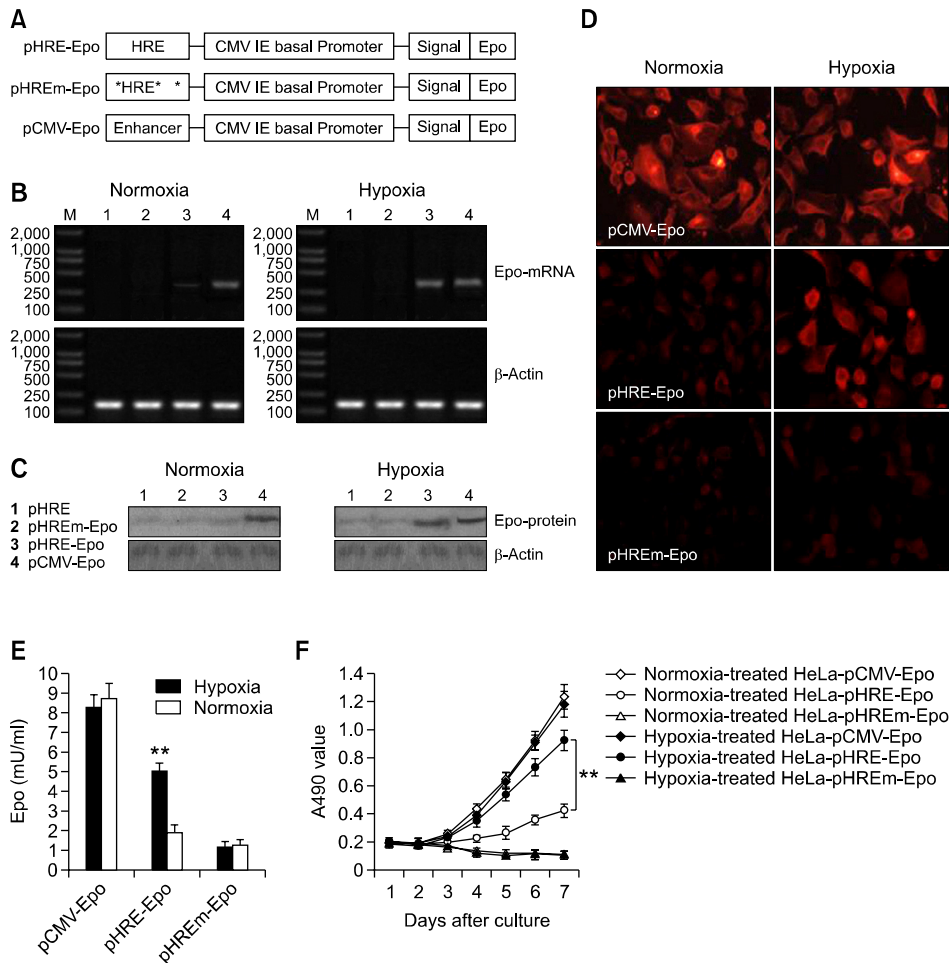 A
pHRE-Epo HRE CMV IE basal Promoter Signal Epo
pHREm-Epo *HRE* * CMV IE basal Promoter Signal Epo
pCMV-Epo Enhancer CMV IE basal Promoter Signal Epo
B
Normoxia Hypoxia
M 1 2 3 4 M 1 2 3 4
2,000 2,000
1,000 1,000
750 750
500 500
250 250
100 100
Epo-mRNA
2,000 2,000
1,000 1,000
750 750
500 500
250 250
100 100
β-Actin
C
Normoxia Hypoxia
1 2 3 4 1 2 3 4
1 pHRE
2 pHREm-Epo
3 pHRE-Epo
4 pCMV-Epo
Epo-protein
β-Actin
D
Normoxia Hypoxia
pCMV-Epo
pHRE-Epo
pHREm-Epo
E
Epo (mU/ml)
10
9
8
7
6
5
4
3
2
1
0
Hypoxia
Normoxia
**
pCMV-Epo
pHRE-Epo
pHREm-Epo
F
A490 value
1.4
1.2
1.0
0.8
0.6
0.4
0.2
0
1 2 3 4 5 6 7
Days after culture
**
Normoxia-treated HeLa-pCMV-Epo
Normoxia-treated HeLa-pHRE-Epo
Normoxia-treated HeLa-pHREm-Epo
Hypoxia-treated HeLa-pCMV-Epo
Hypoxia-treated HeLa-pHRE-Epo
Hypoxia-treated HeLa-pHREm-Epo